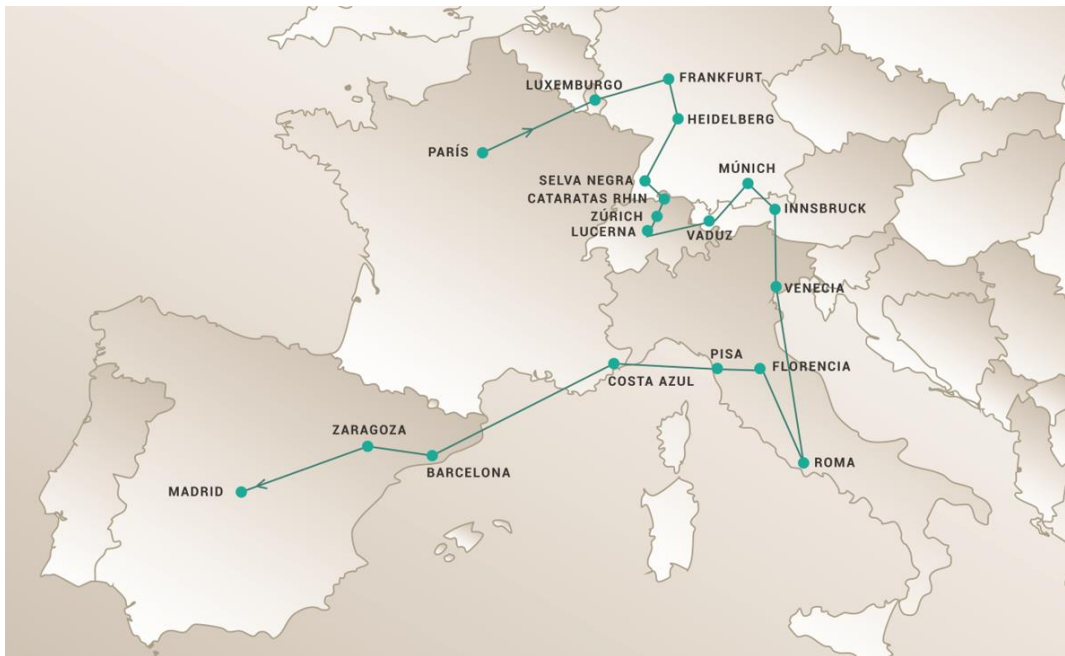 FRANKFURT
LUXEMBURGO
HEIDELBERG
PARÍS
MÚNICH
SELVA NEGRA
CATARATAS RHIN
INNSBRUCK
ZÚRICH
LUCERNA
VADUZ
VENECIA
PISA
FLORENCIA
COSTA AZUL
ZARAGOZA
ROMA
BARCELONA
MADRID